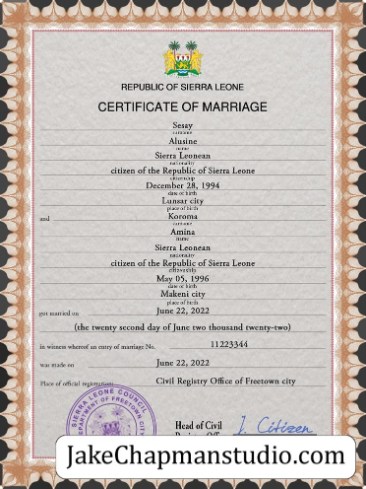 REPUBLIC OF SIERRA LEONE
CERTIFICATE OF MARRIAGE
Sesay
surname
Alusine
name
Sierra Leonean
nationality
citizen of the Republic of Sierra Leone
citizenship
December 28, 1994
date of birth
Lunsar city
place of birth
and
Koroma
surname
Amina
name
Sierra Leonean
nationality
citizen of the Republic of Sierra Leone
citizenship
May 05, 1996
date of birth
Makeni city
place of birth
got married on June 22, 2022
(the twenty second day of June two thousand twenty-two)
in witness whereof an entry of marriage No. 11223344
was made on June 22, 2022
Place of official registration: Civil Registry Office of Freetown city
SIERRA LEONE COUNCIL
DEPARTMENT OF FREETOWN CITY
Head of Civil J. Citizen
JakeChapmanstudio.com